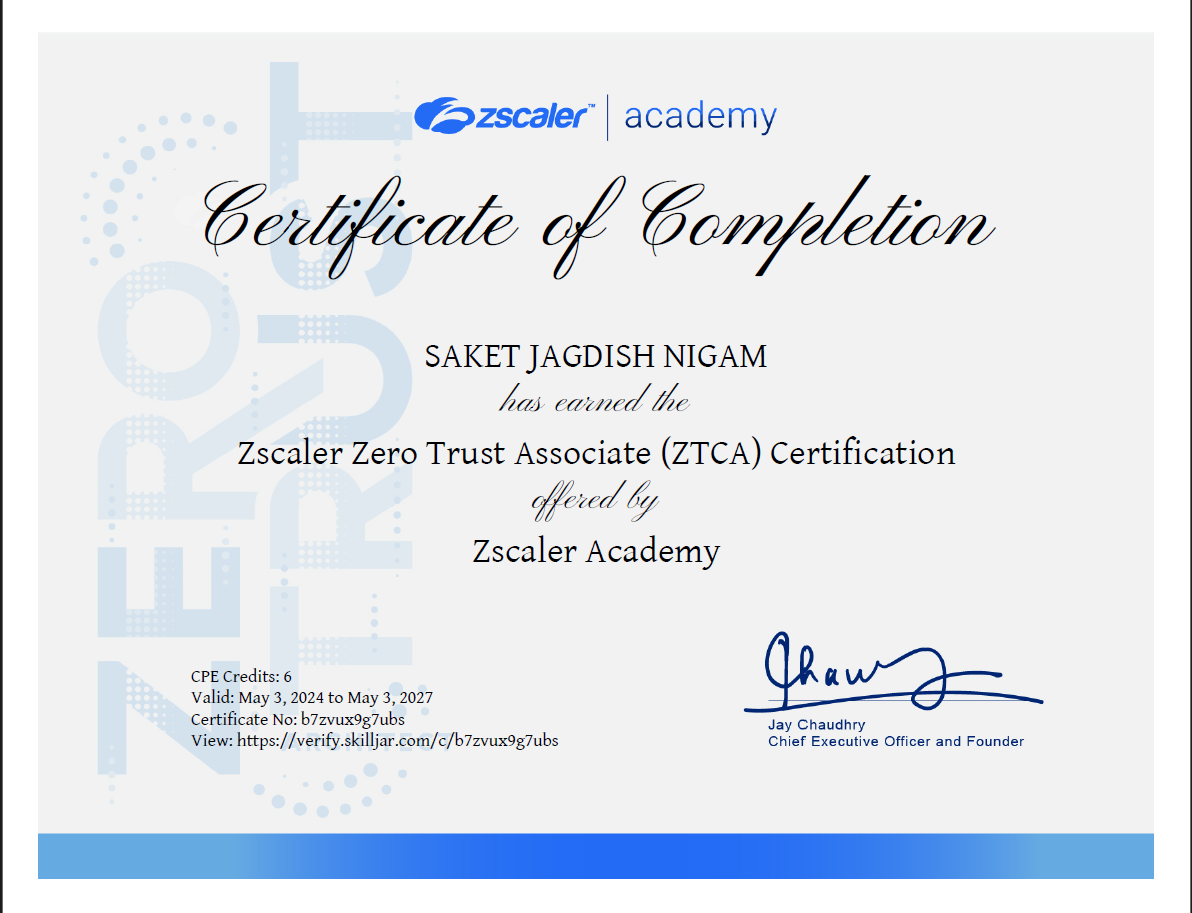 zscaler™ | academy
Certificate of Completion
SAKET JAGDISH NIGAM
has earned the
Zscaler Zero Trust Associate (ZTCA) Certification
offered by
Zscaler Academy
CPE Credits: 6
Valid: May 3, 2024 to May 3, 2027
Certificate No: b7zvux9g7ubs
View: https://verify.skilljar.com/c/b7zvux9g7ubs
Jay Chaudhry
Chief Executive Officer and Founder
ZERO
TRUST
ARCHITECT